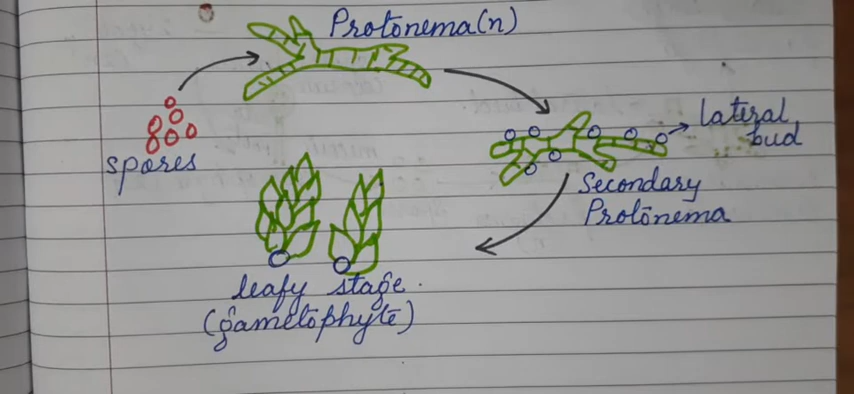 Protonema(n)
spores
lateral
bud
Secondary
Protonema
leafy stage.
(gametophyte)